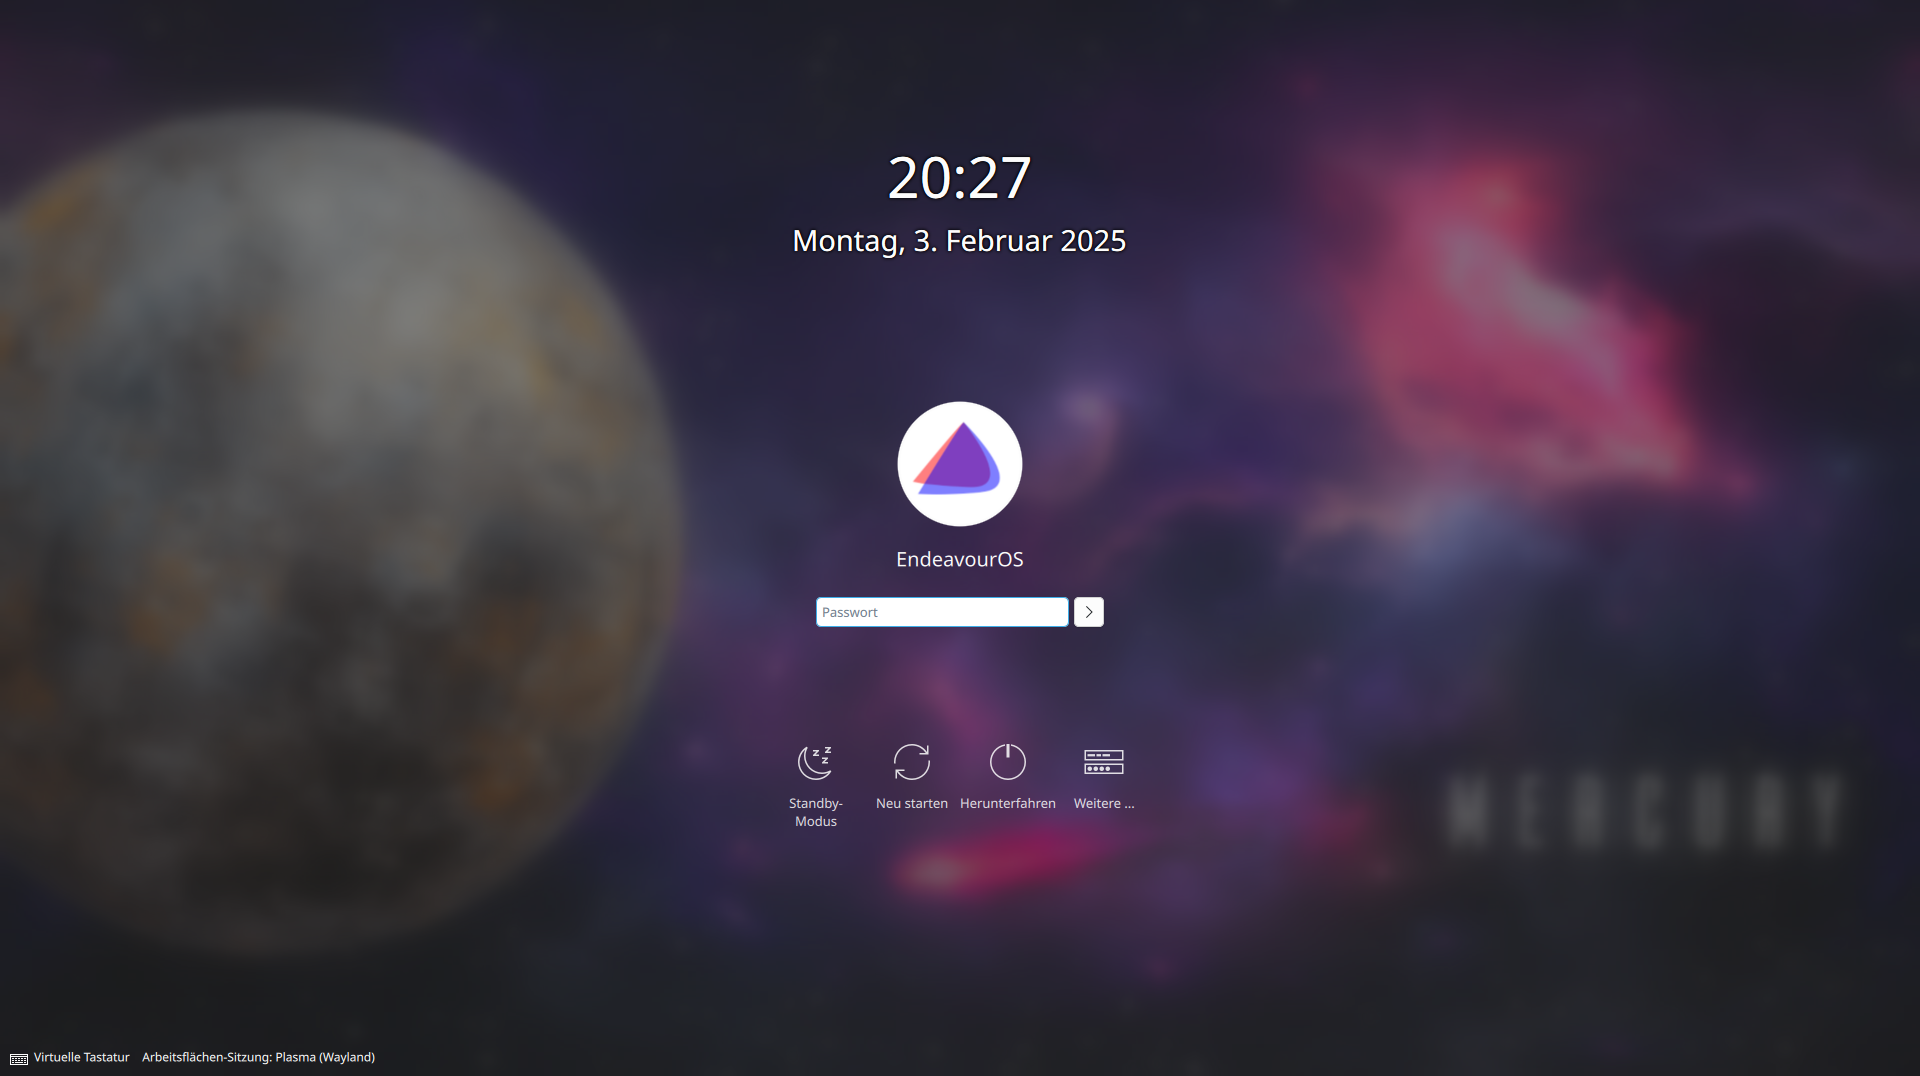 20:27
Montag, 3. Februar 2025
EndeavourOS
Passwort
Standby-
Modus
Neu starten
Herunterfahren
Weitere ...
MERCURY
Virtuelle Tastatur
Arbeitsflächen-Sitzung: Plasma (Wayland)